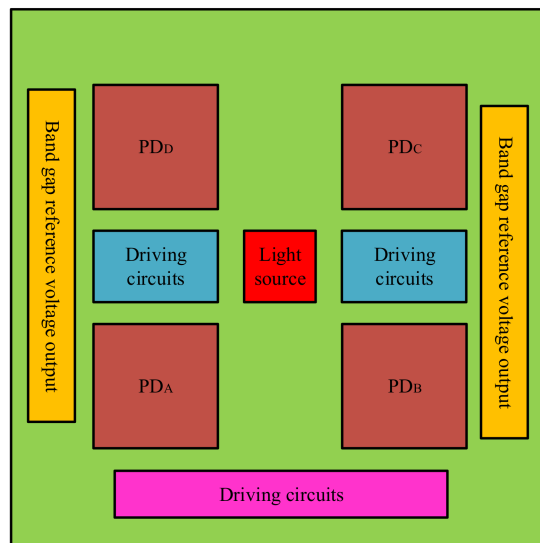 Band gap reference voltage output
PDD
PDC
Band gap reference voltage output
Driving
circuits
Light
source
Driving
circuits
PDA
PDB
Driving circuits